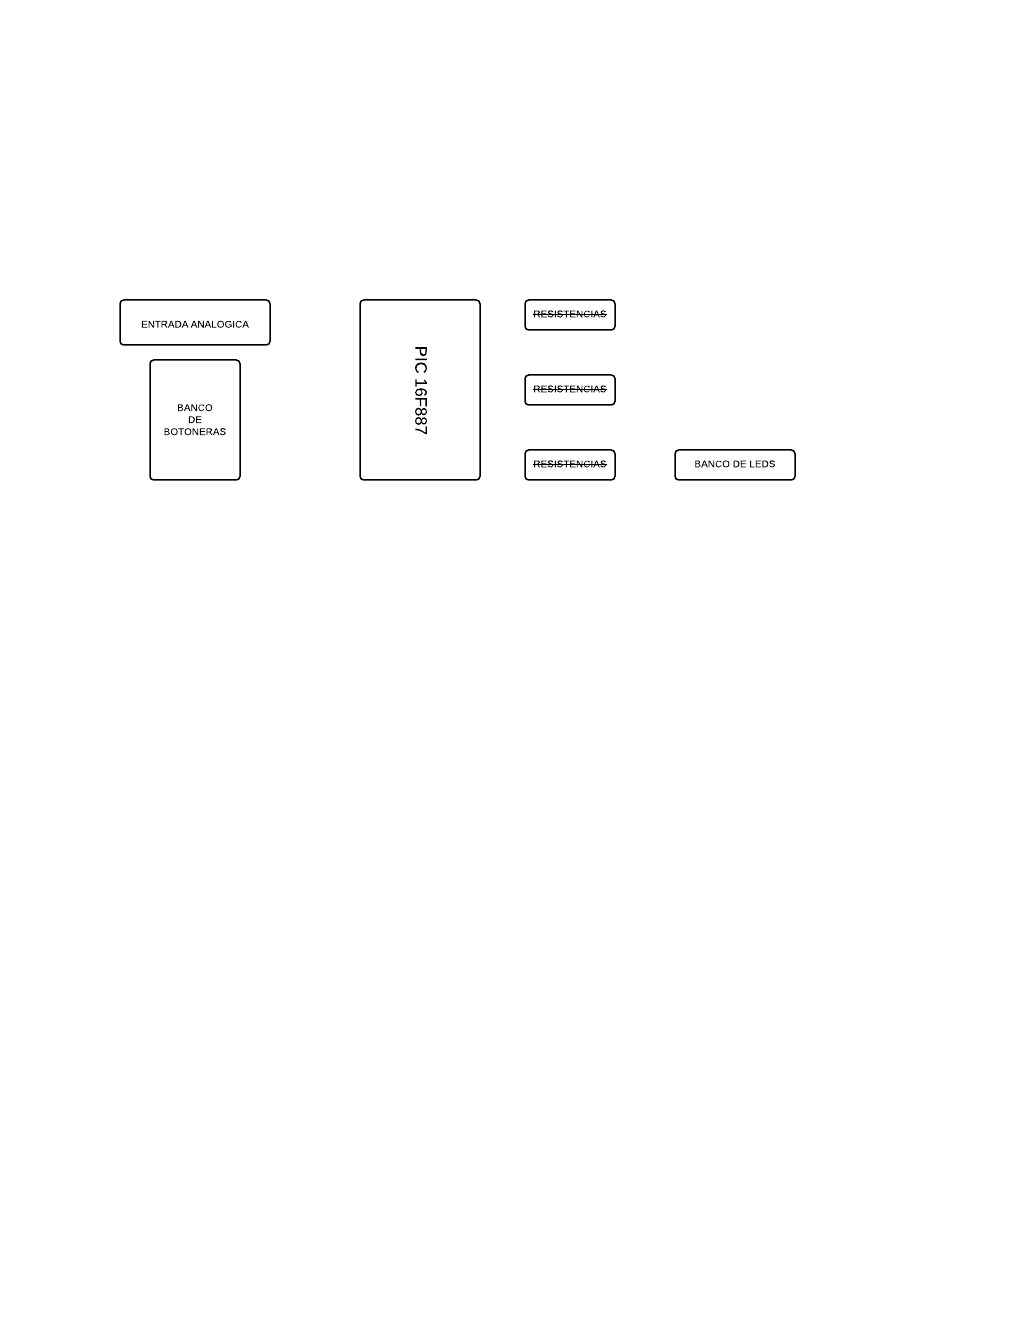 ENTRADA ANALOGICA
BANCO
DE
BOTONERAS
PIC 16F887
RESISTENCIAS
RESISTENCIAS
RESISTENCIAS
BANCO DE LEDS